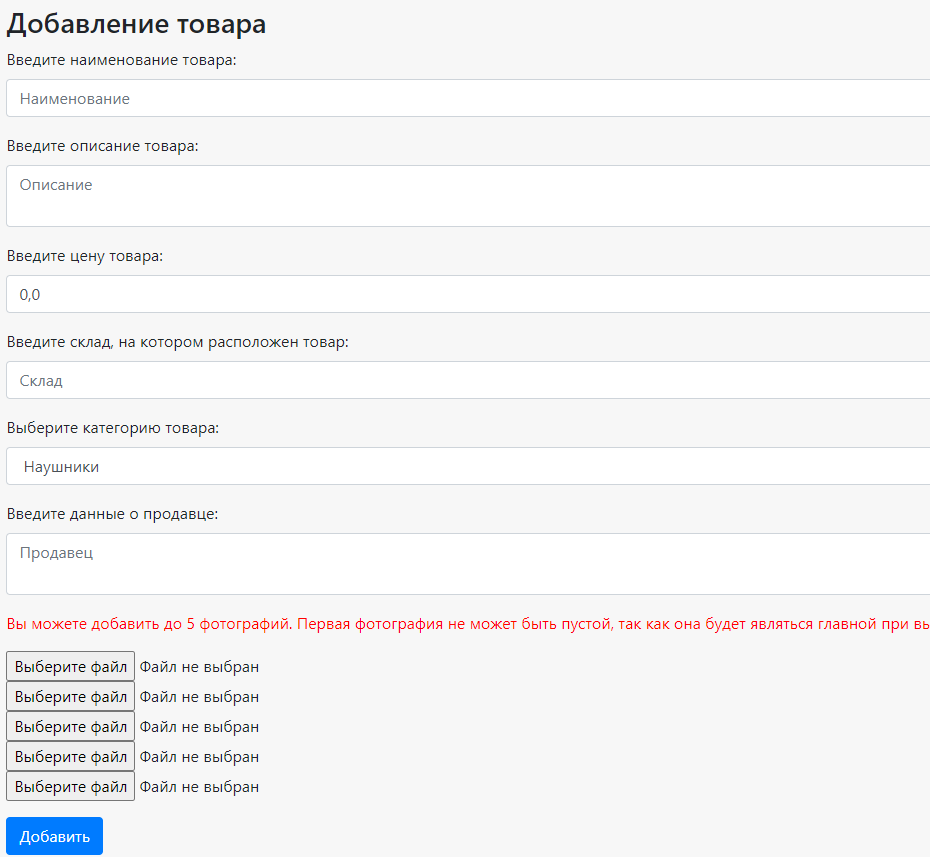 Добавление товара
Введите наименование товара:
Наименование
Введите описание товара:
Описание
Введите цену товара:
0,0
Введите склад, на котором расположен товар:
Склад
Выберите категорию товара:
Наушники
Введите данные о продавце:
Продавец
Вы можете добавить до 5 фотографий. Первая фотография не может быть пустой, так как она будет являться главной при вы
Выберите файл Файл не выбран
Выберите файл Файл не выбран
Выберите файл Файл не выбран
Выберите файл Файл не выбран
Выберите файл Файл не выбран
Добавить